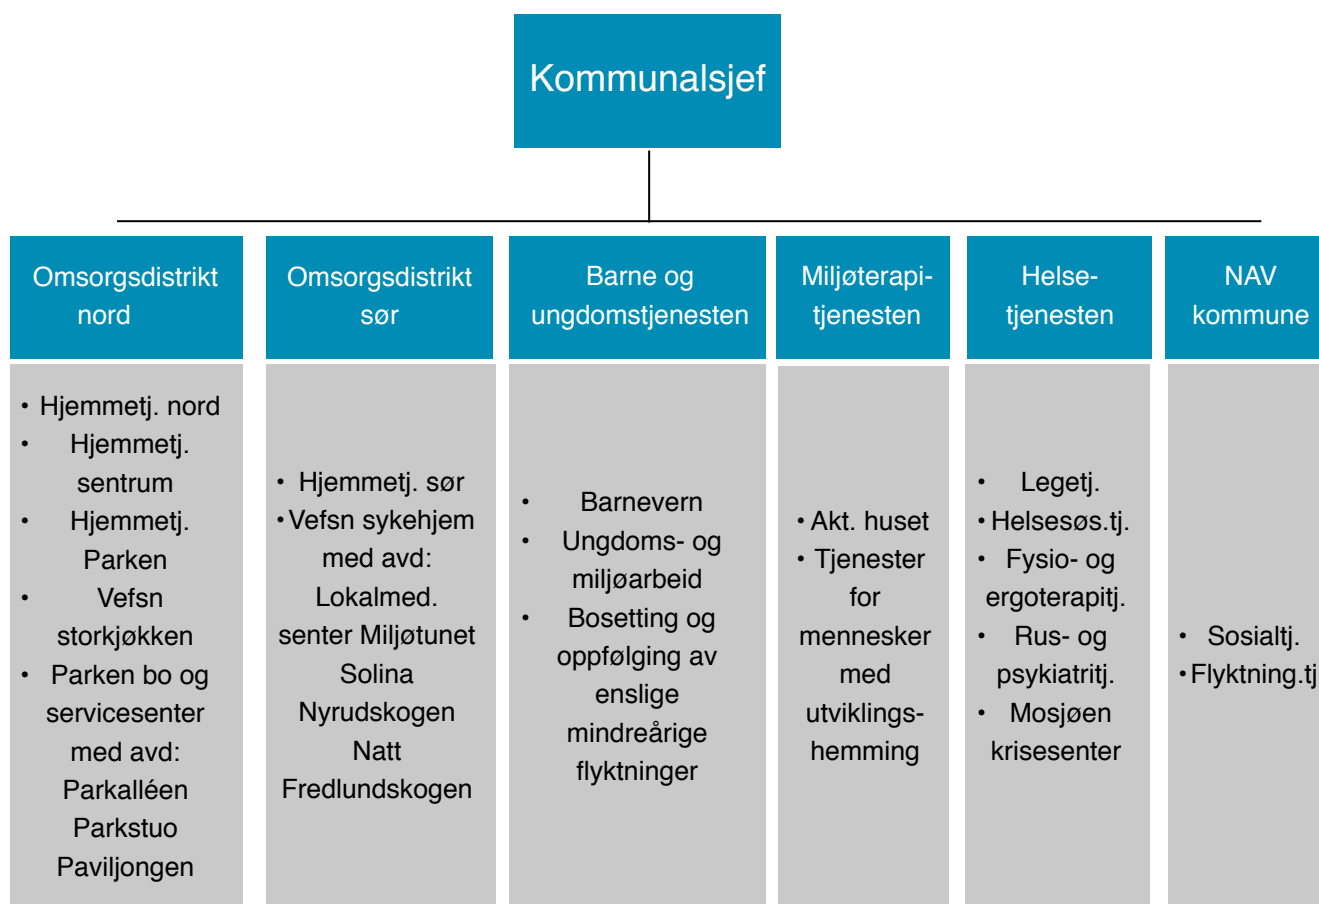 Kommunalsjef
Omsorgsdistrikt
nord
• Hjemmetj. nord
• Hjemmetj.
sentrum
• Hjemmetj.
Parken
• Vefsn
storkjøkken
• Parken bo og
servicesenter
med avd:
Parkalléen
Parkstuo
Paviljongen
Omsorgsdistrikt
sør
• Hjemmetj. sør
• Vefsn sykehjem
med avd:
Lokalmed.
senter Miljøtunet
Solina
Nyrudskogen
Natt
Fredlundskogen
Barne og
ungdomstjenesten
• Barnevern
• Ungdoms- og
miljøarbeid
• Bosetting og
oppfølging av
enslige
mindreårige
flyktninger
Miljøterapi-
tjenesten
• Akt. huset
• Tjenester
for
mennesker
med
utviklings-
hemming
Helse-
tjenesten
• Legetj.
• Helsesøs.tj.
• Fysio- og
ergoterapitj.
• Rus- og
psykiatritj.
• Mosjøen
krisesenter
NAV
kommune
• Sosialtj.
• Flyktning.tj